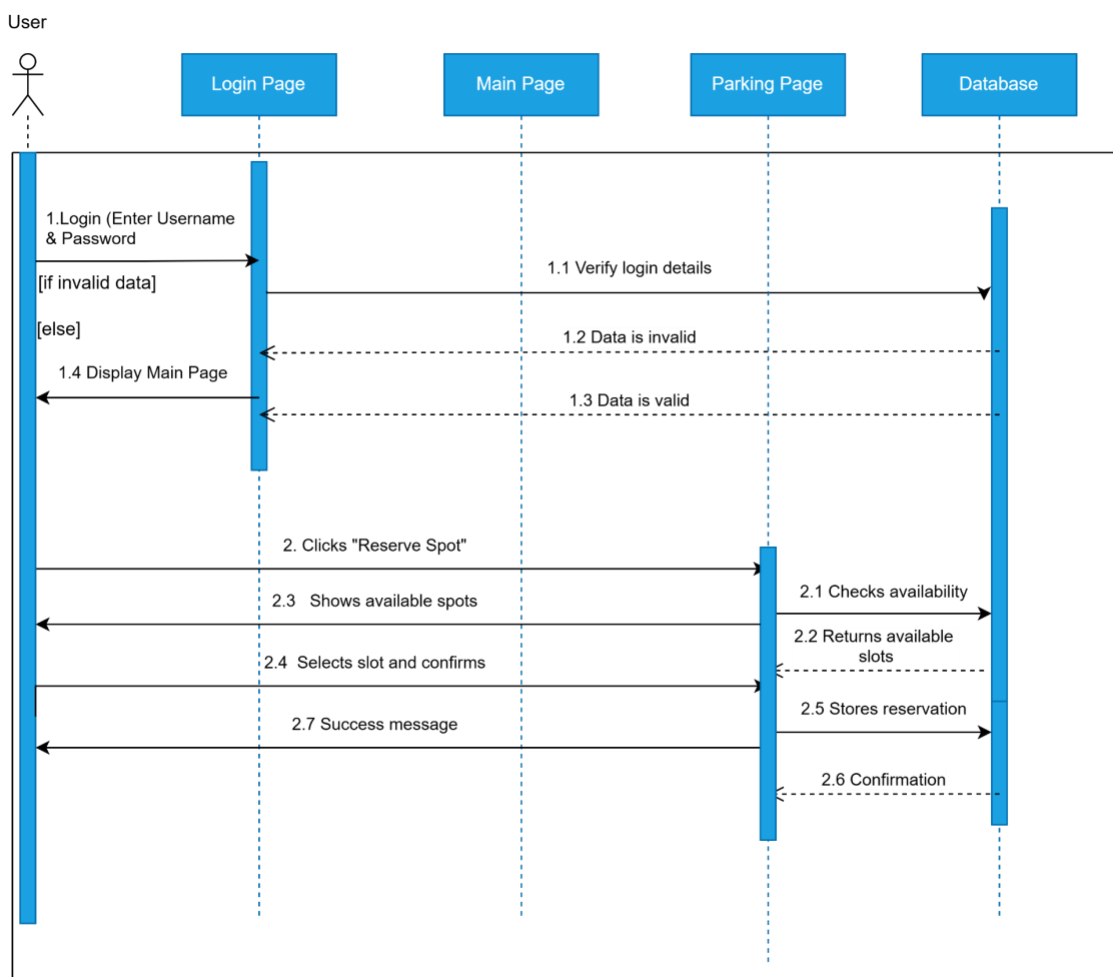 User
Login Page
Main Page
Parking Page
Database
1.Login (Enter Username
& Password
1.1 Verify login details
[if invalid data]
[else]
1.2 Data is invalid
1.4 Display Main Page
1.3 Data is valid
2. Clicks "Reserve Spot"
2.1 Checks availability
2.3 Shows available spots
2.2 Returns available
slots
2.4 Selects slot and confirms
2.5 Stores reservation
2.7 Success message
2.6 Confirmation